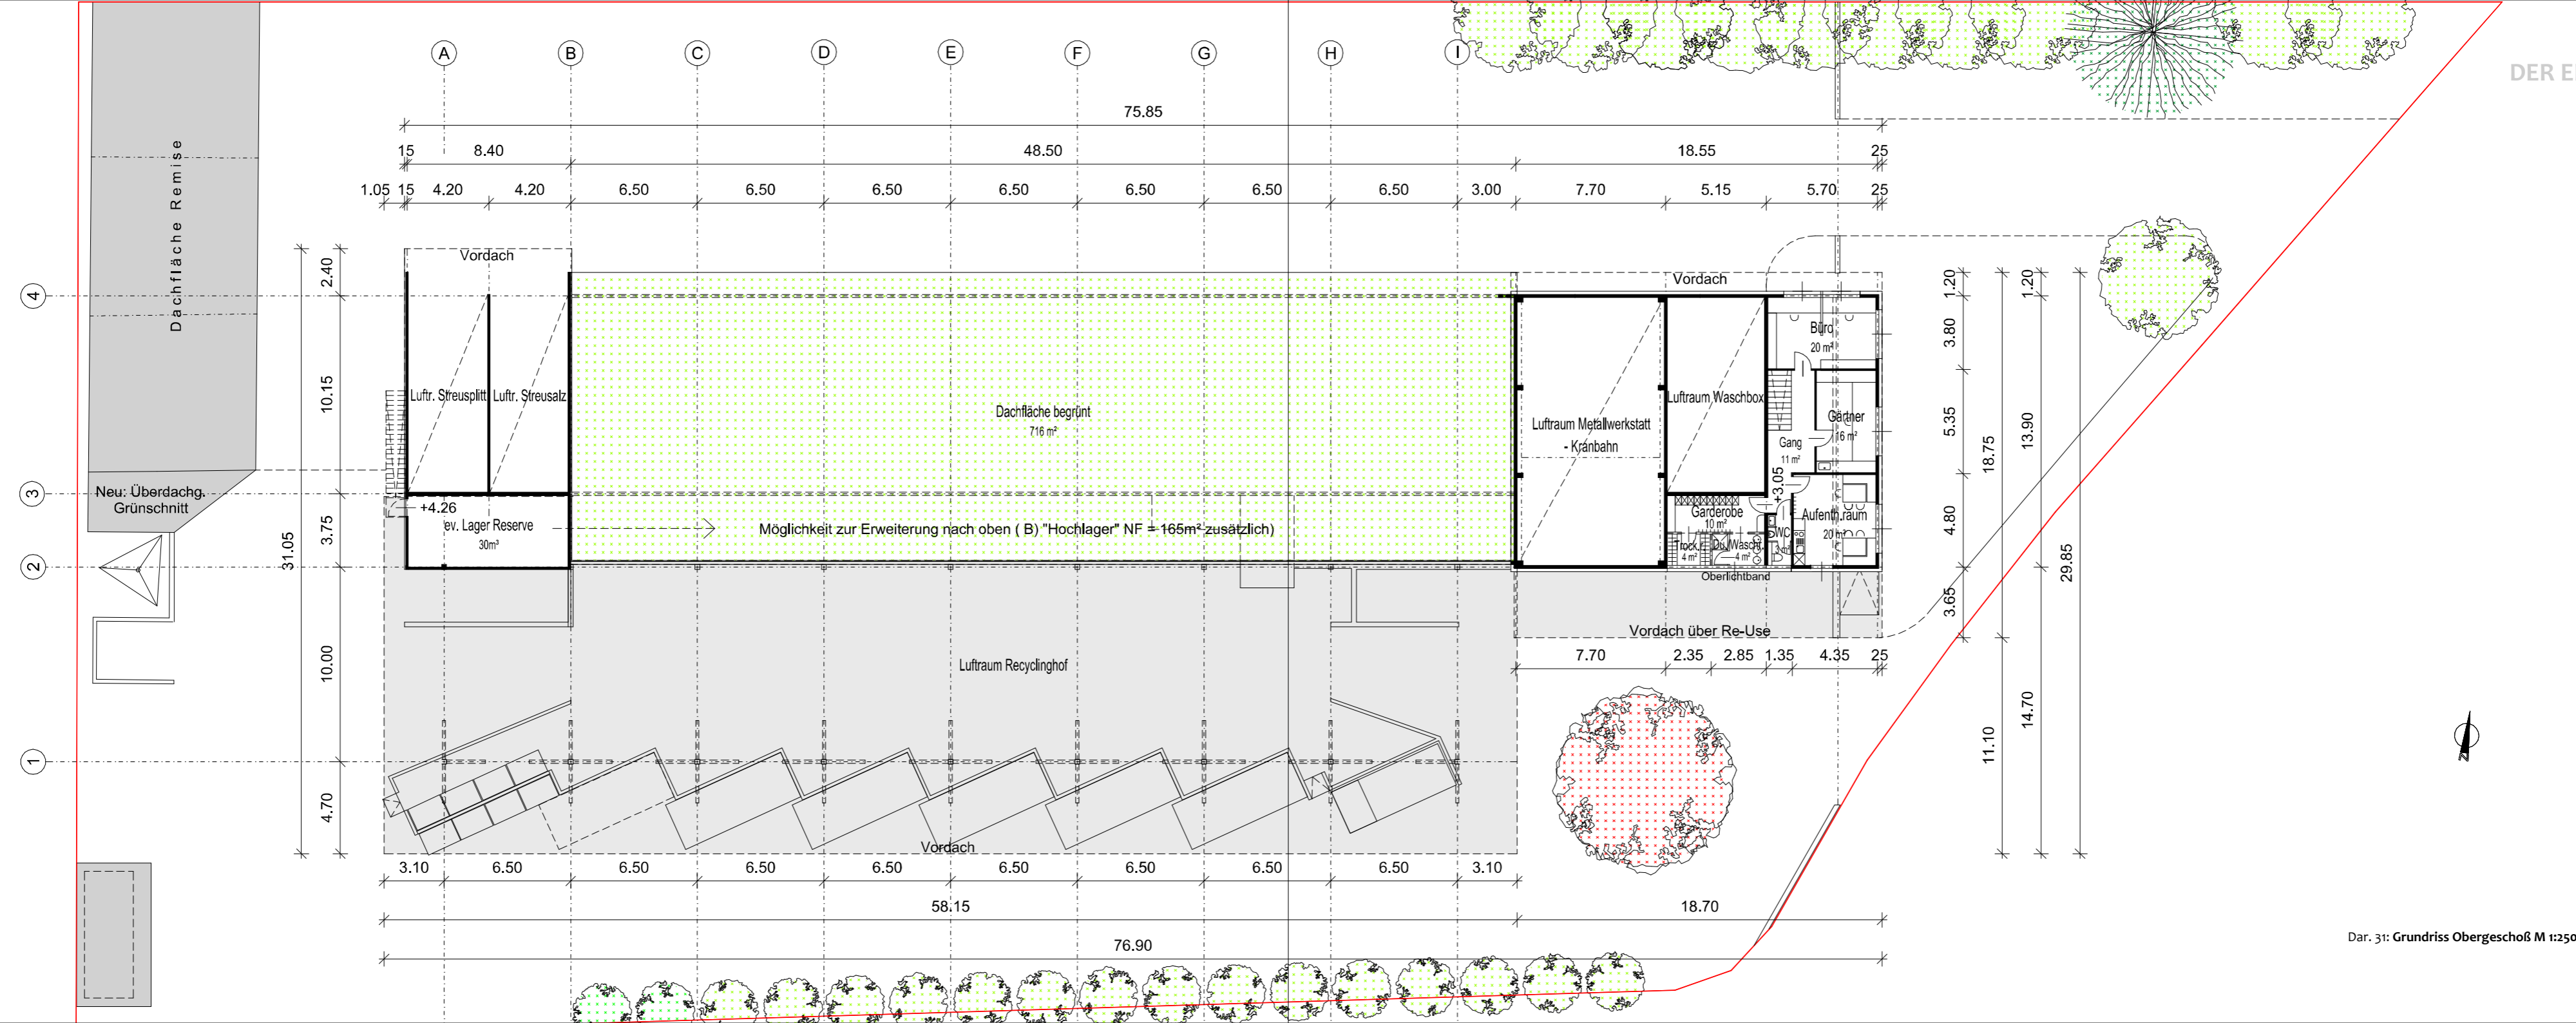 A B C D E F G H I
DER E
75.85
15 8.40 48.50 18.55 25
1.05 15 4.20 4.20 6.50 6.50 6.50 6.50 6.50 6.50 6.50 3.00 7.70 5.15 5.70 25
Dachfläche Remise
Vordach
Vordach
4
3
2
1
2.40
10.15
3.75
10.00
4.70
31.05
Luftr. Streusplitt
Luftr. Streusalz
Dachfläche begrünt
716 m²
Luftraum Metallwerkstatt
- Kranbahn
Luftraum Waschbox
Büro
20 m²
Gärtner
16 m²
Gang
11 m²
+3.05
Neu: Überdachg.
Grünschnitt
+4.26
ev. Lager Reserve
30m³
Möglichkeit zur Erweiterung nach oben ( B) "Hochlager" NF = 165m² zusätzlich)
Garderobe
10 m²
Aufenth.raum
20 m²
4 m²
4 m²
WC
3 m²
Oberlichtband
Vordach über Re-Use
7.70 2.35 2.85 1.35 4.35 25
Luftraum Recyclinghof
Vordach
1.20
3.80
5.35
4.80
3.65
18.75
11.10
1.20
13.90
14.70
29.85
3.10 6.50 6.50 6.50 6.50 6.50 6.50 6.50 6.50 3.10
58.15 18.70
76.90
N
Dar. 31: Grundriss Obergeschoß M 1:250